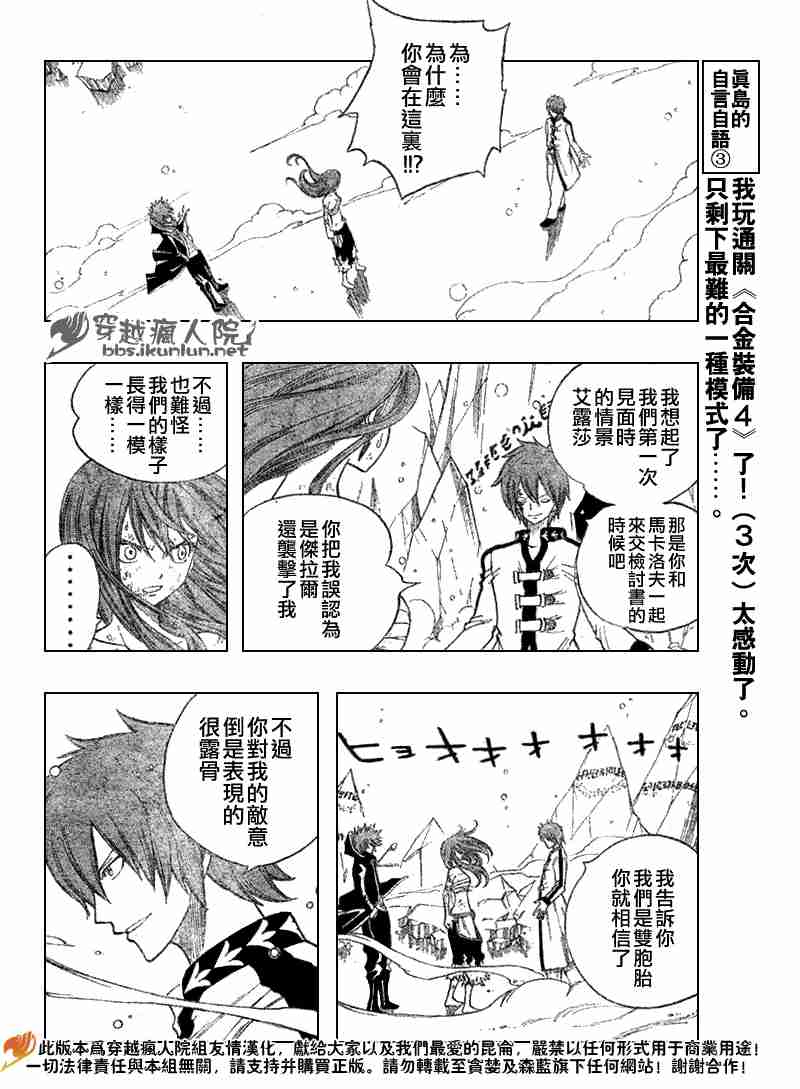 眞島的
自言自語③
我玩通關《合金裝備4》了!(3次)太感動了。
只剩下最難的一種模式了……。
為……
為什麼
你會在這裏
!!?
穿越瘋人院
bbs.ikunlun.net
我想起了
我們第一次
見面時
的情景
艾露莎
那是你和
馬卡洛夫一起
來交檢討書的
時候吧
你把我誤認為
是傑拉爾
還襲擊了我
不過……
也難怪
我們的樣子
長得一模
一樣……
………
ヒョオキキキキキ
我告訴你
我們是雙胞胎
你就相信了
不過
你對我的敵意
倒是表現的
很露骨
此版本爲穿越瘋人院組友情漢化，獻給大家以及我們最愛的昆侖，嚴禁以任何形式用于商業用途!
一切法律責任與本組無關，請支持并購買正版。請勿轉載至貪婪及森藍旗下任何網站!謝謝合作!